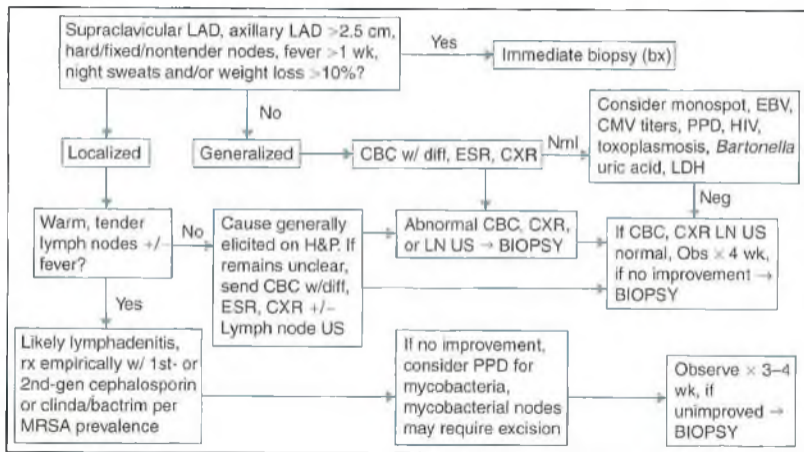 Supraclavicular LAD, axillary LAD >2.5 cm,
hard/fixed/nontender nodes, fever >1 wk,
night sweats and/or weight loss >10%?
Yes
Immediate biopsy (bx)
No
Localized
Generalized
CBC w/ diff, ESR, CXR
Nml
Consider monospot, EBV,
CMV titers, PPD, HIV,
toxoplasmosis, Bartonella
uric acid, LDH
Neg
Warm, tender
lymph nodes +/-
fever?
No
Cause generally
elicited on H&P. If
remains unclear,
send CBC w/diff,
ESR, CXR +/-
Lymph node US
Abnormal CBC, CXR,
or LN US → BIOPSY
If CBC, CXR LN US
normal, Obs × 4 wk,
if no improvement →
BIOPSY
Yes
Likely lymphadenitis,
rx empirically w/ 1st- or
2nd-gen cephalosporin
or clinda/bactrim per
MRSA prevalence
If no improvement,
consider PPD for
mycobacteria,
mycobacterial nodes
may require excision
Observe × 3–4
wk, if
unimproved →
BIOPSY